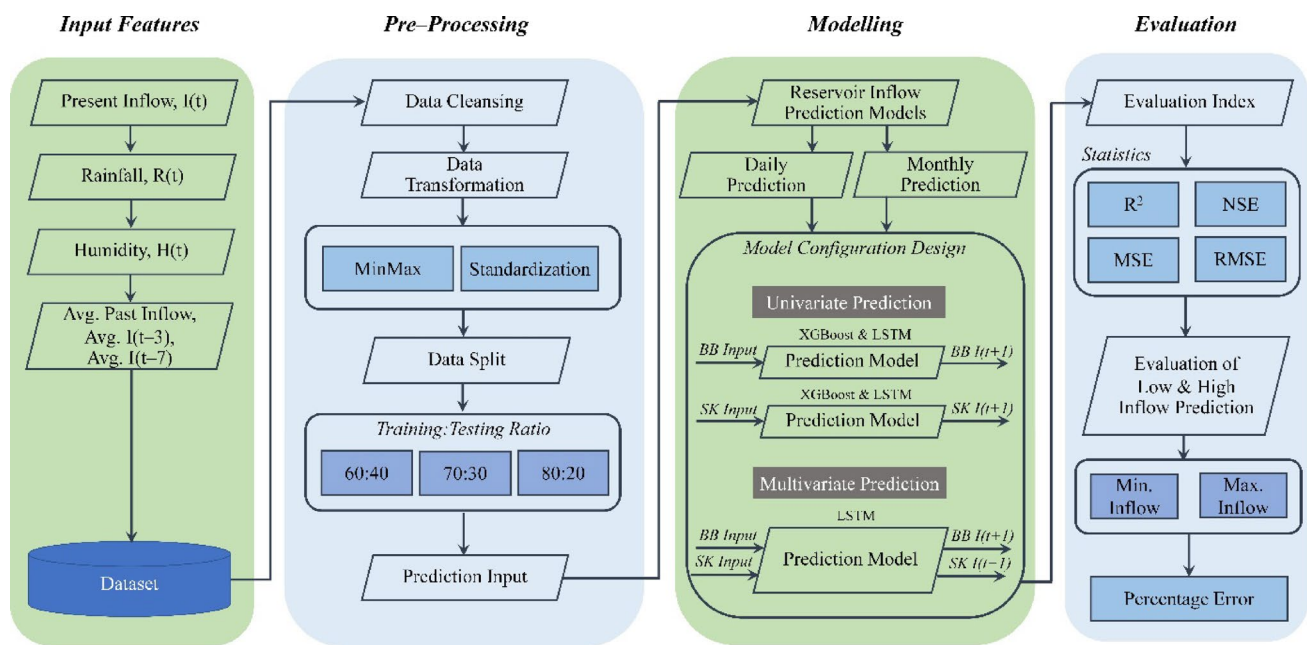 Input Features
Present Inflow, I(t)
Rainfall, R(t)
Humidity, H(t)
Avg. Past Inflow,
Avg. I(t–3),
Avg. I(t–7)
Dataset
Pre–Processing
Data Cleansing
Data
Transformation
MinMax
Standardization
Data Split
Training:Testing Ratio
60:40
70:30
80:20
Prediction Input
Modelling
Reservoir Inflow
Prediction Models
Daily
Prediction
Monthly
Prediction
Model Configuration Design
Univariate Prediction
XGBoost & LSTM
BB Input
Prediction Model
BB I(t+1)
XGBoost & LSTM
SK Input
Prediction Model
SK I(t+1)
Multivariate Prediction
LSTM
BB Input
SK Input
Prediction Model
BB I(t+1)
SK I(t−1)
Evaluation
Evaluation Index
Statistics
R²
NSE
MSE
RMSE
Evaluation of
Low & High
Inflow Prediction
Min.
Inflow
Max.
Inflow
Percentage Error